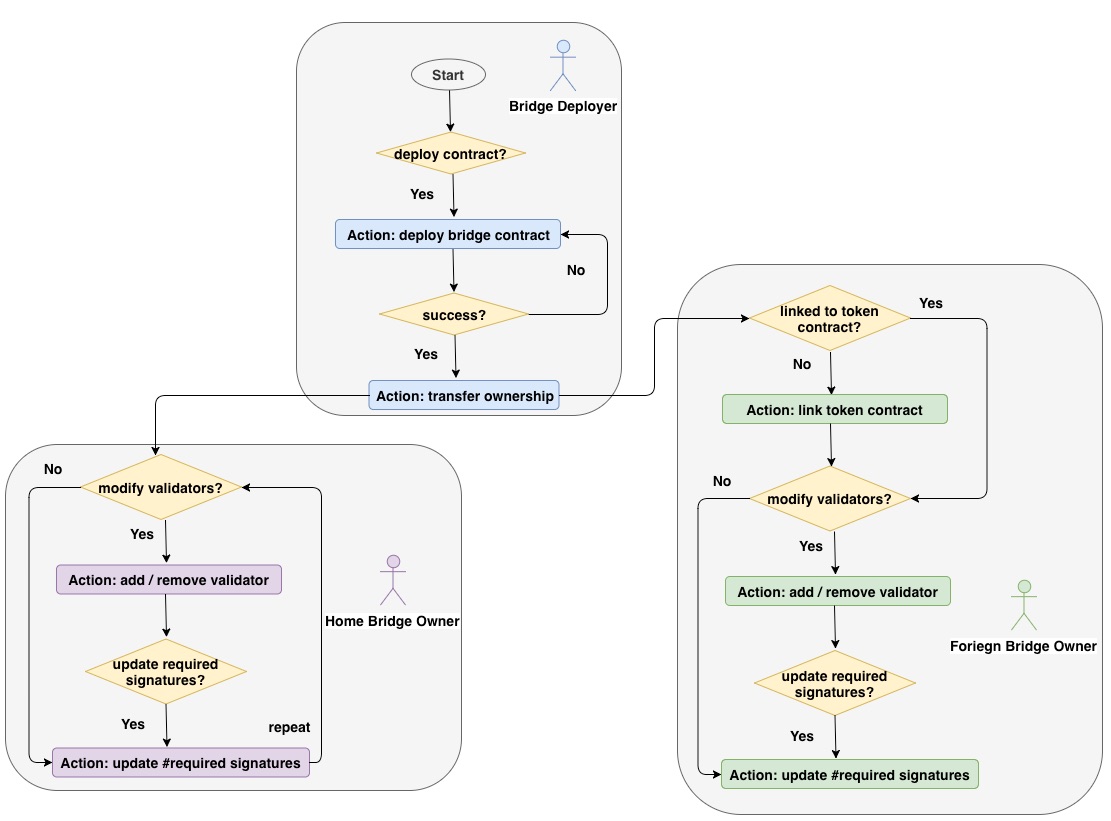 Start
Bridge Deployer
deploy contract?
Yes
Action: deploy bridge contract
No
success?
Yes
Action: transfer ownership
linked to token
contract?
Yes
No
Action: link token contract
No
modify validators?
Yes
Action: add / remove validator
Foriegn Bridge Owner
update required
signatures?
Yes
Action: update #required signatures
No
modify validators?
Yes
Action: add / remove validator
Home Bridge Owner
update required
signatures?
Yes
repeat
Action: update #required signatures